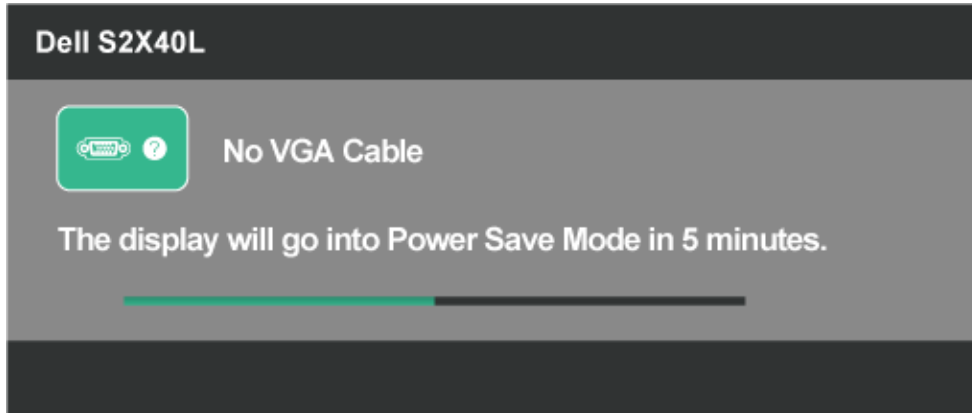 Dell S2X40L
No VGA Cable
The display will go into Power Save Mode in 5 minutes.